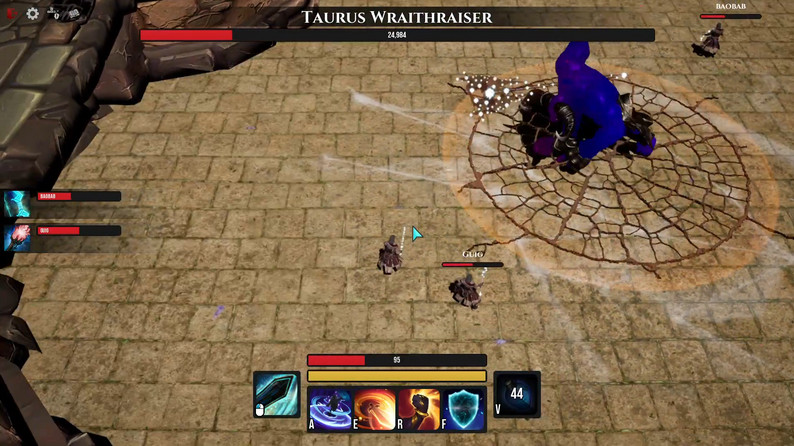 BAOBAB
TAURUS WRAITHRAISER
24,984
BAOBAB
GUIO
GUIO
95
A
E
R
F
V
44